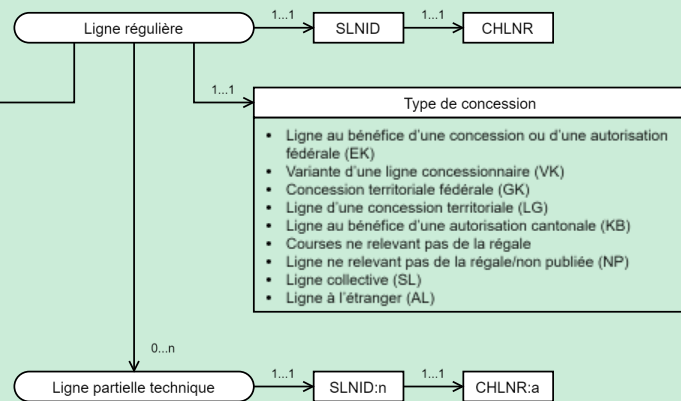 Ligne régulière
1...1
SLNID
1...1
CHLNR
1...1
Type de concession
• Ligne au bénéfice d'une concession ou d'une autorisation
fédérale (EK)
• Variante d'une ligne concessionnaire (VK)
• Concession territoriale fédérale (GK)
• Ligne d'une concession territoriale (LG)
• Ligne au bénéfice d'une autorisation cantonale (KB)
• Courses ne relevant pas de la régale
• Ligne ne relevant pas de la régale/non publiée (NP)
• Ligne collective (SL)
• Ligne à l'étranger (AL)
0...n
Ligne partielle technique
1...1
SLNID:n
1...1
CHLNR:a